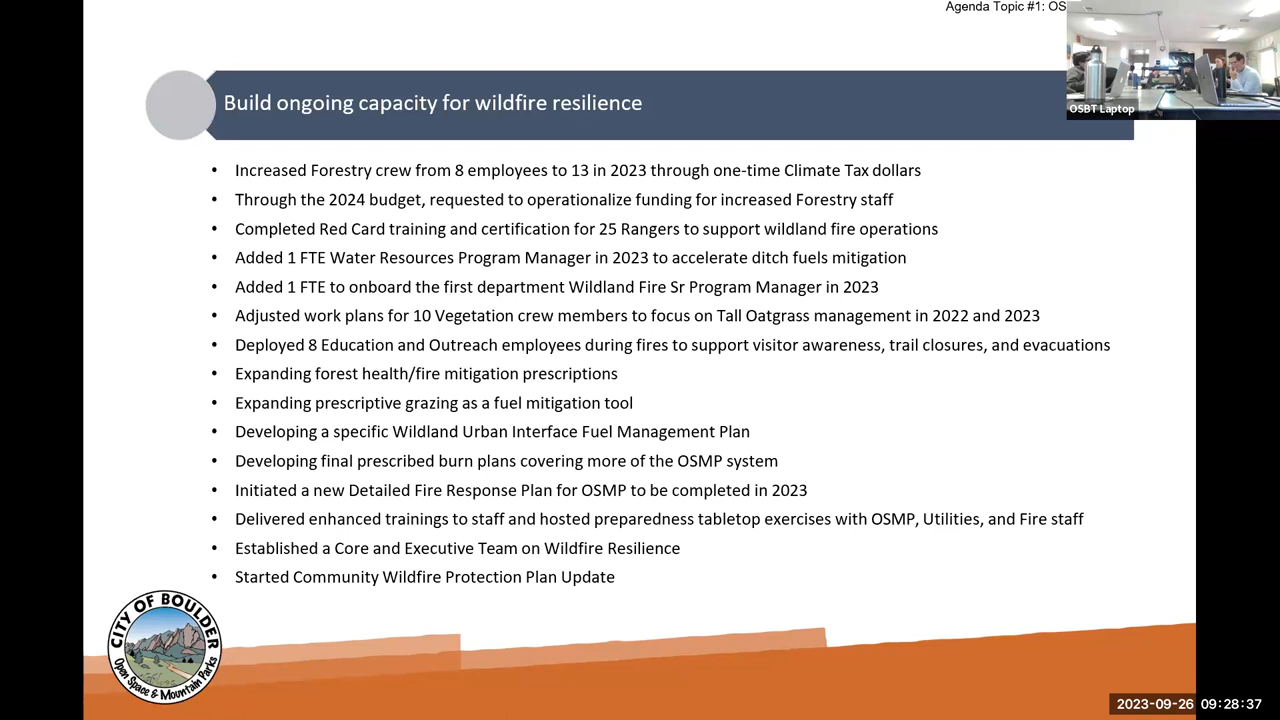 Agenda Topic #1: OS
OSBT Laptop
Build ongoing capacity for wildfire resilience
• Increased Forestry crew from 8 employees to 13 in 2023 through one-time Climate Tax dollars
• Through the 2024 budget, requested to operationalize funding for increased Forestry staff
• Completed Red Card training and certification for 25 Rangers to support wildland fire operations
• Added 1 FTE Water Resources Program Manager in 2023 to accelerate ditch fuels mitigation
• Added 1 FTE to onboard the first department Wildland Fire Sr Program Manager in 2023
• Adjusted work plans for 10 Vegetation crew members to focus on Tall Oatgrass management in 2022 and 2023
• Deployed 8 Education and Outreach employees during fires to support visitor awareness, trail closures, and evacuations
• Expanding forest health/fire mitigation prescriptions
• Expanding prescriptive grazing as a fuel mitigation tool
• Developing a specific Wildland Urban Interface Fuel Management Plan
• Developing final prescribed burn plans covering more of the OSMP system
• Initiated a new Detailed Fire Response Plan for OSMP to be completed in 2023
• Delivered enhanced trainings to staff and hosted preparedness tabletop exercises with OSMP, Utilities, and Fire staff
• Established a Core and Executive Team on Wildfire Resilience
• Started Community Wildfire Protection Plan Update
CITY OF BOULDER
Open Space & Mountain Parks
2023-09-26 09:28:37